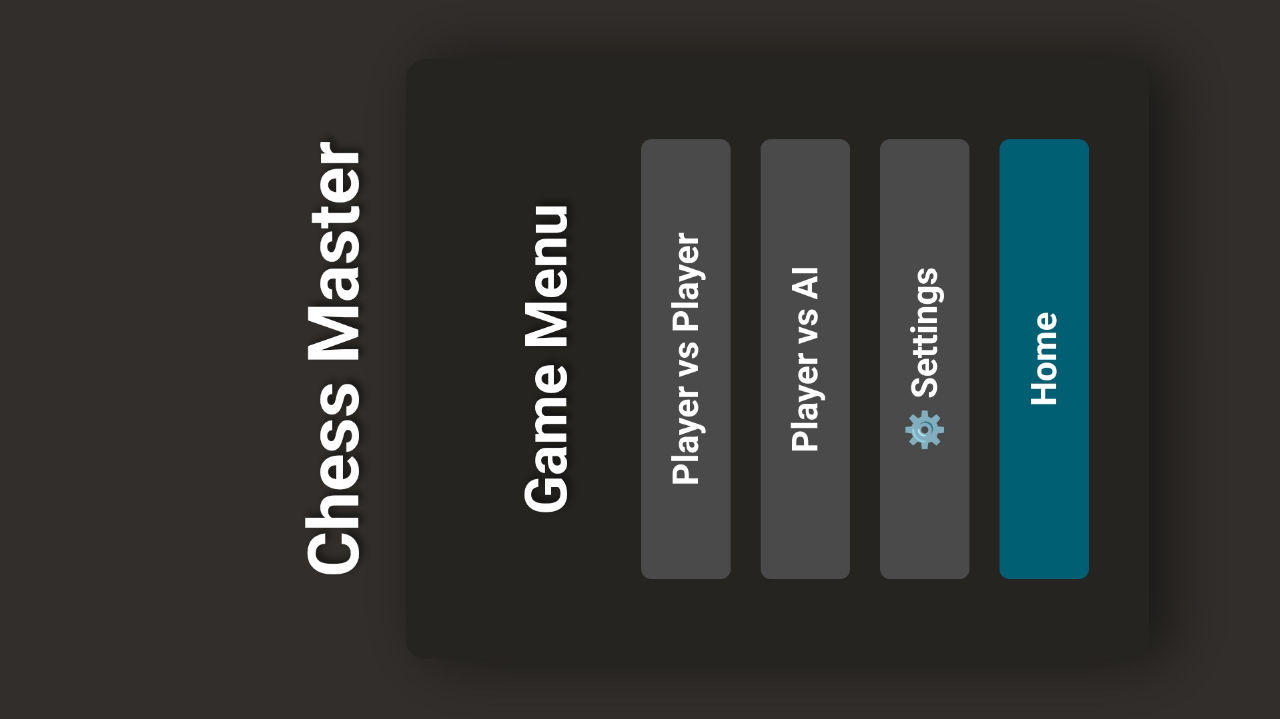 Chess Master
Game Menu
Player vs Player
Player vs AI
⚙️ Settings
Home